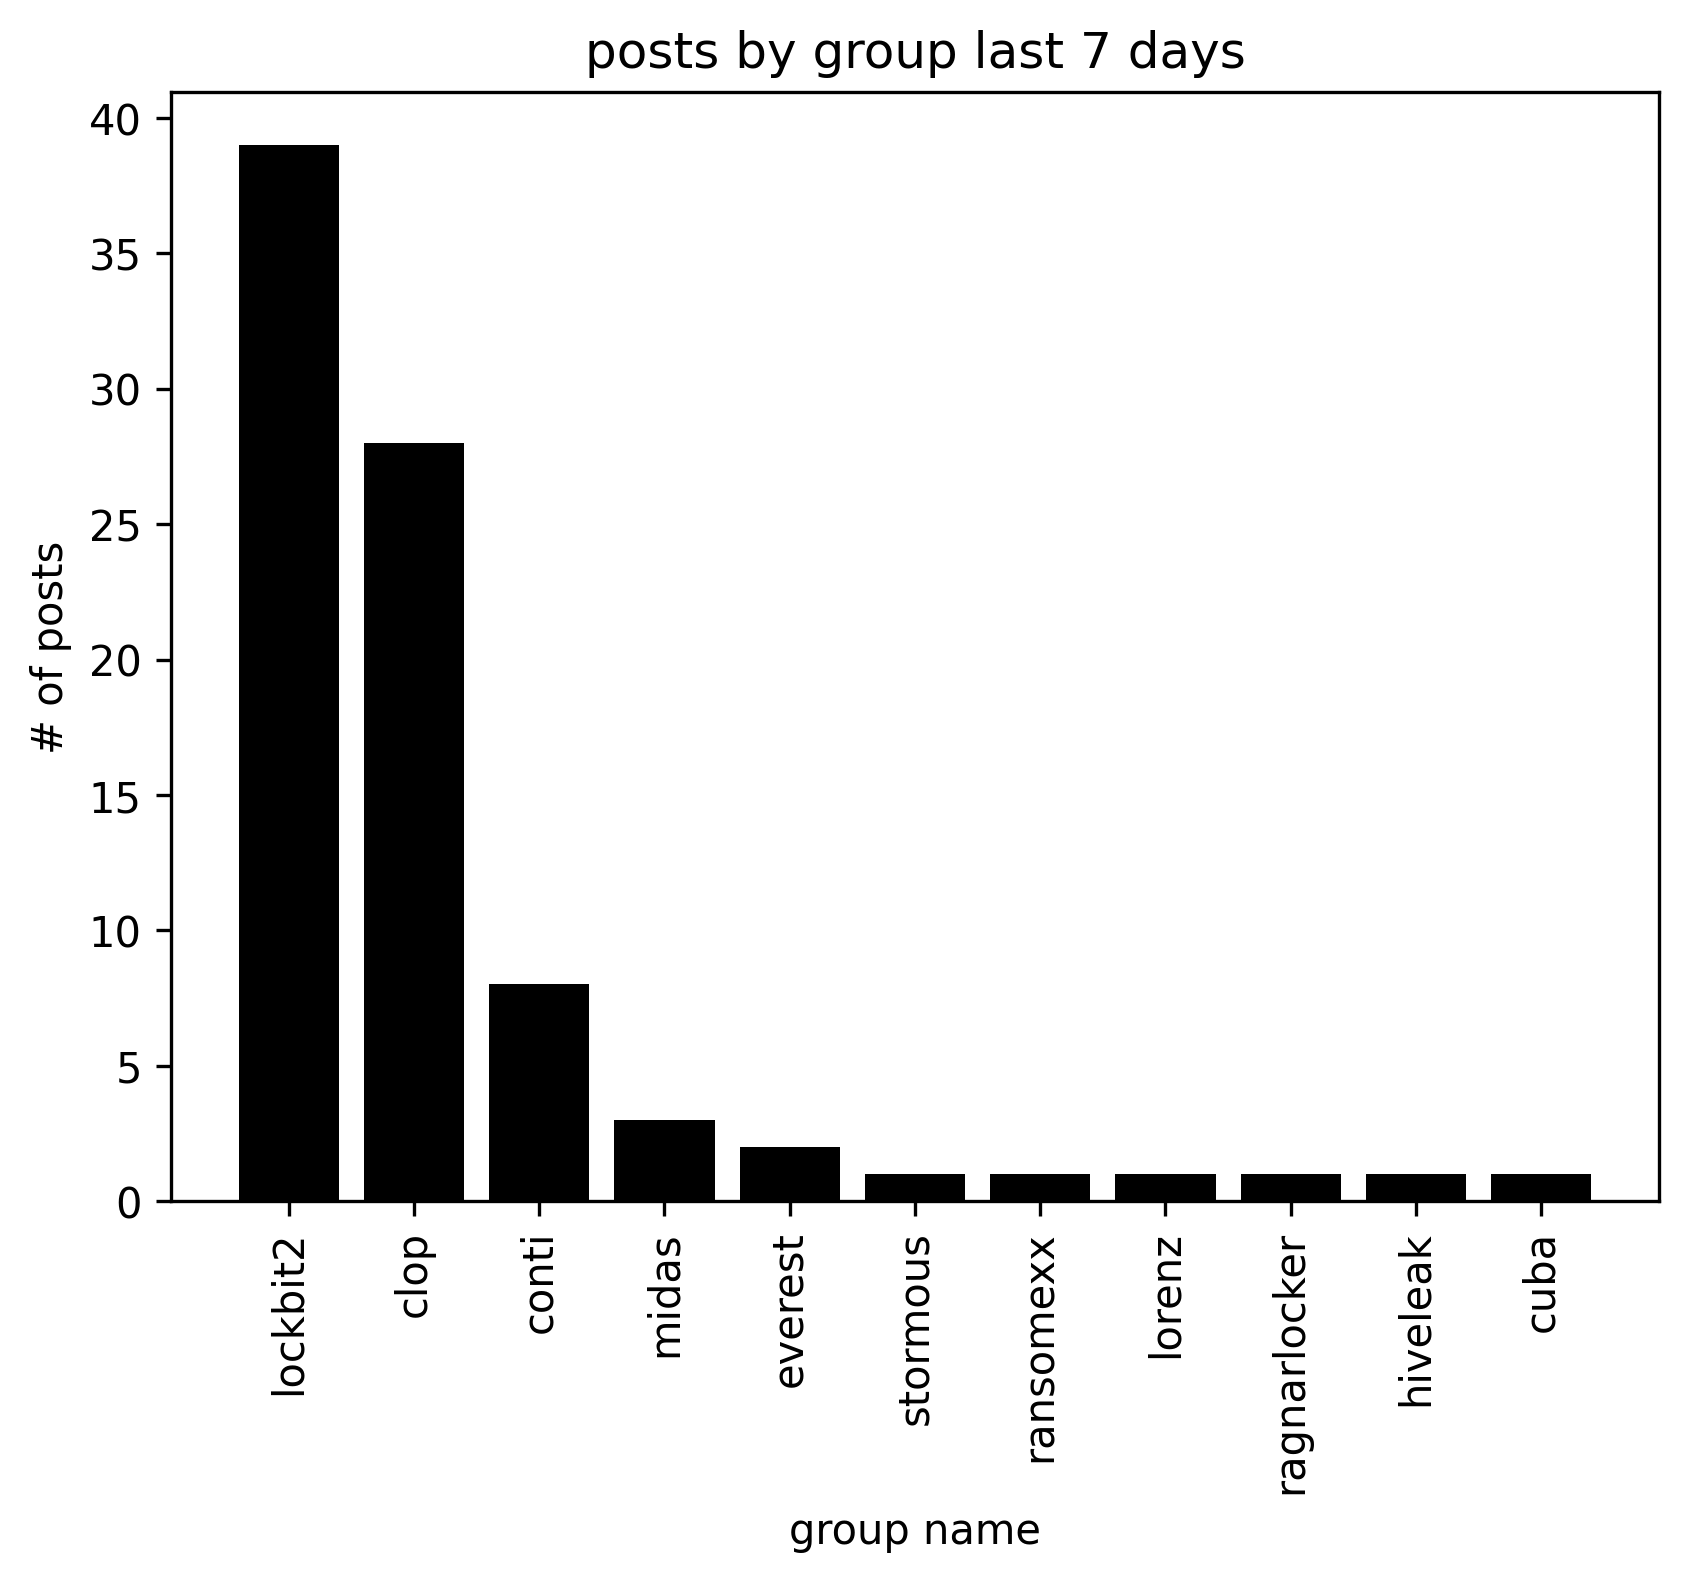 posts by group last 7 days
40
35
30
25
20
15
10
5
0
# of posts
lockbit2
clop
conti
midas
everest
stormous
ransomexx
lorenz
ragnarlocker
hiveleak
cuba
group name